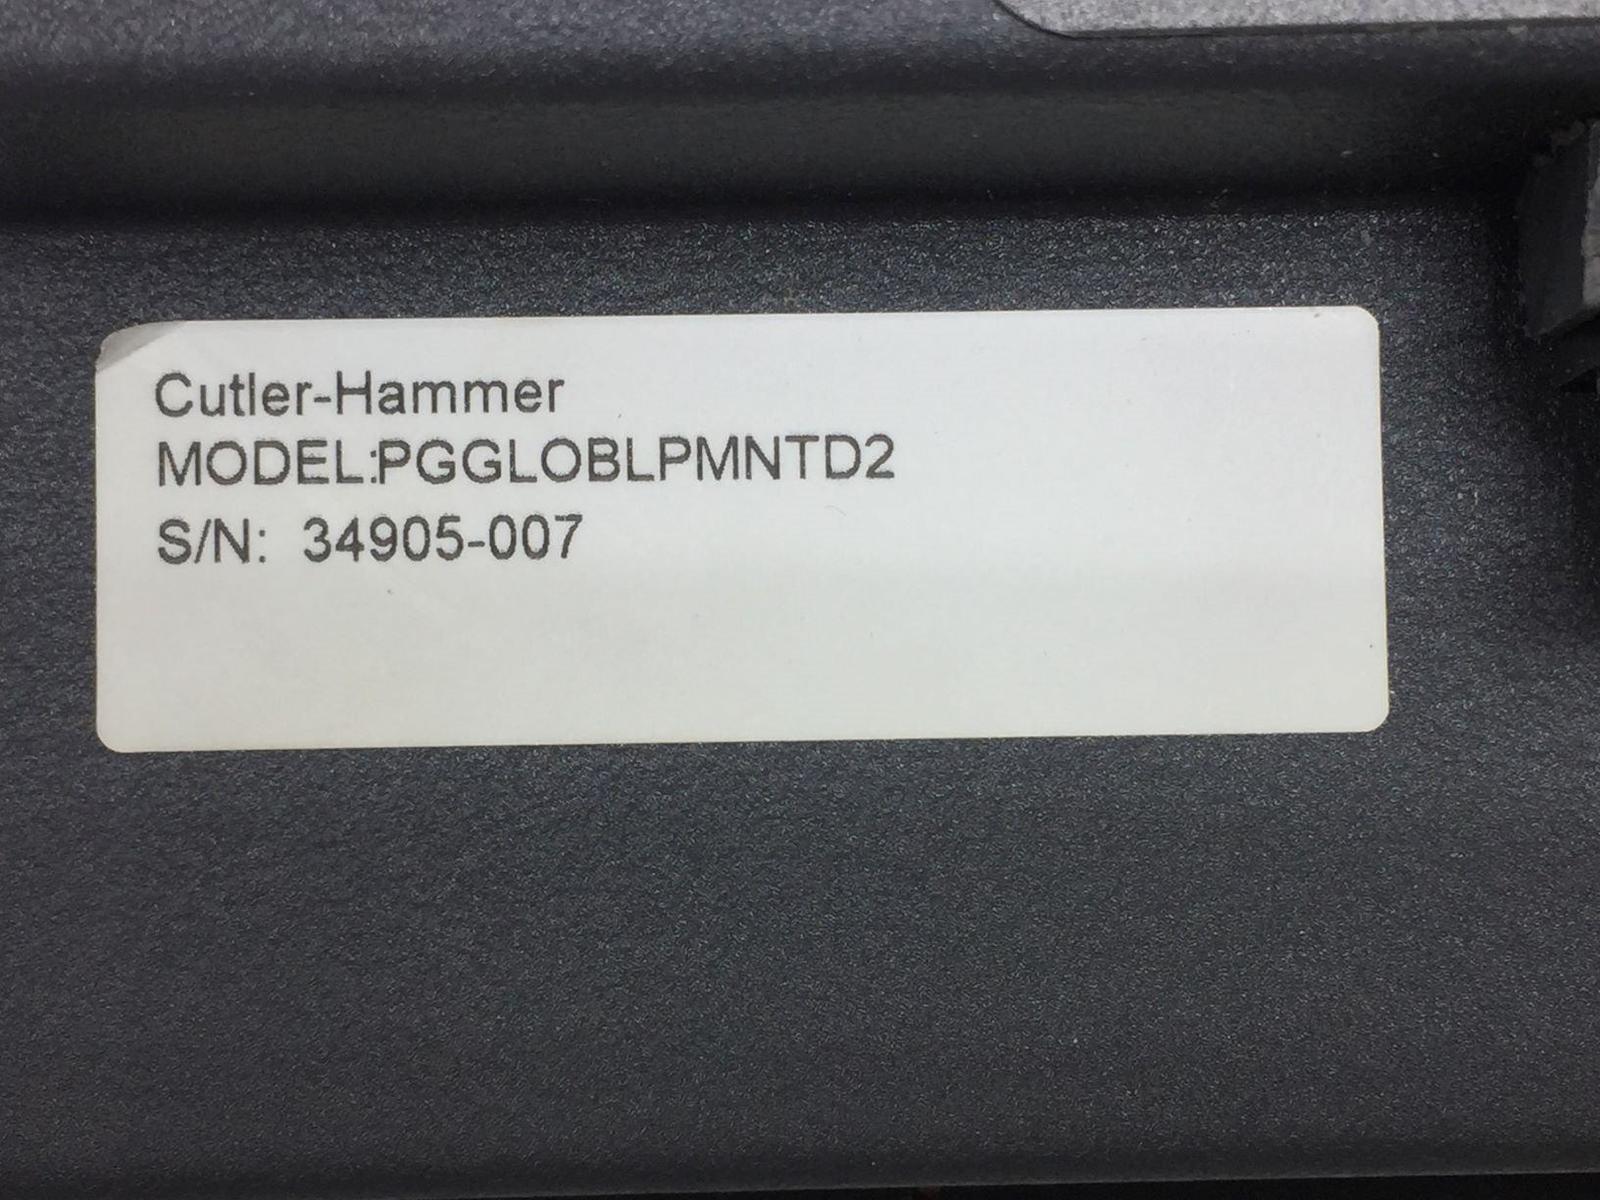 Cutler-Hammer
MODEL:PGGLOBLPMNTD2
S/N: 34905-007